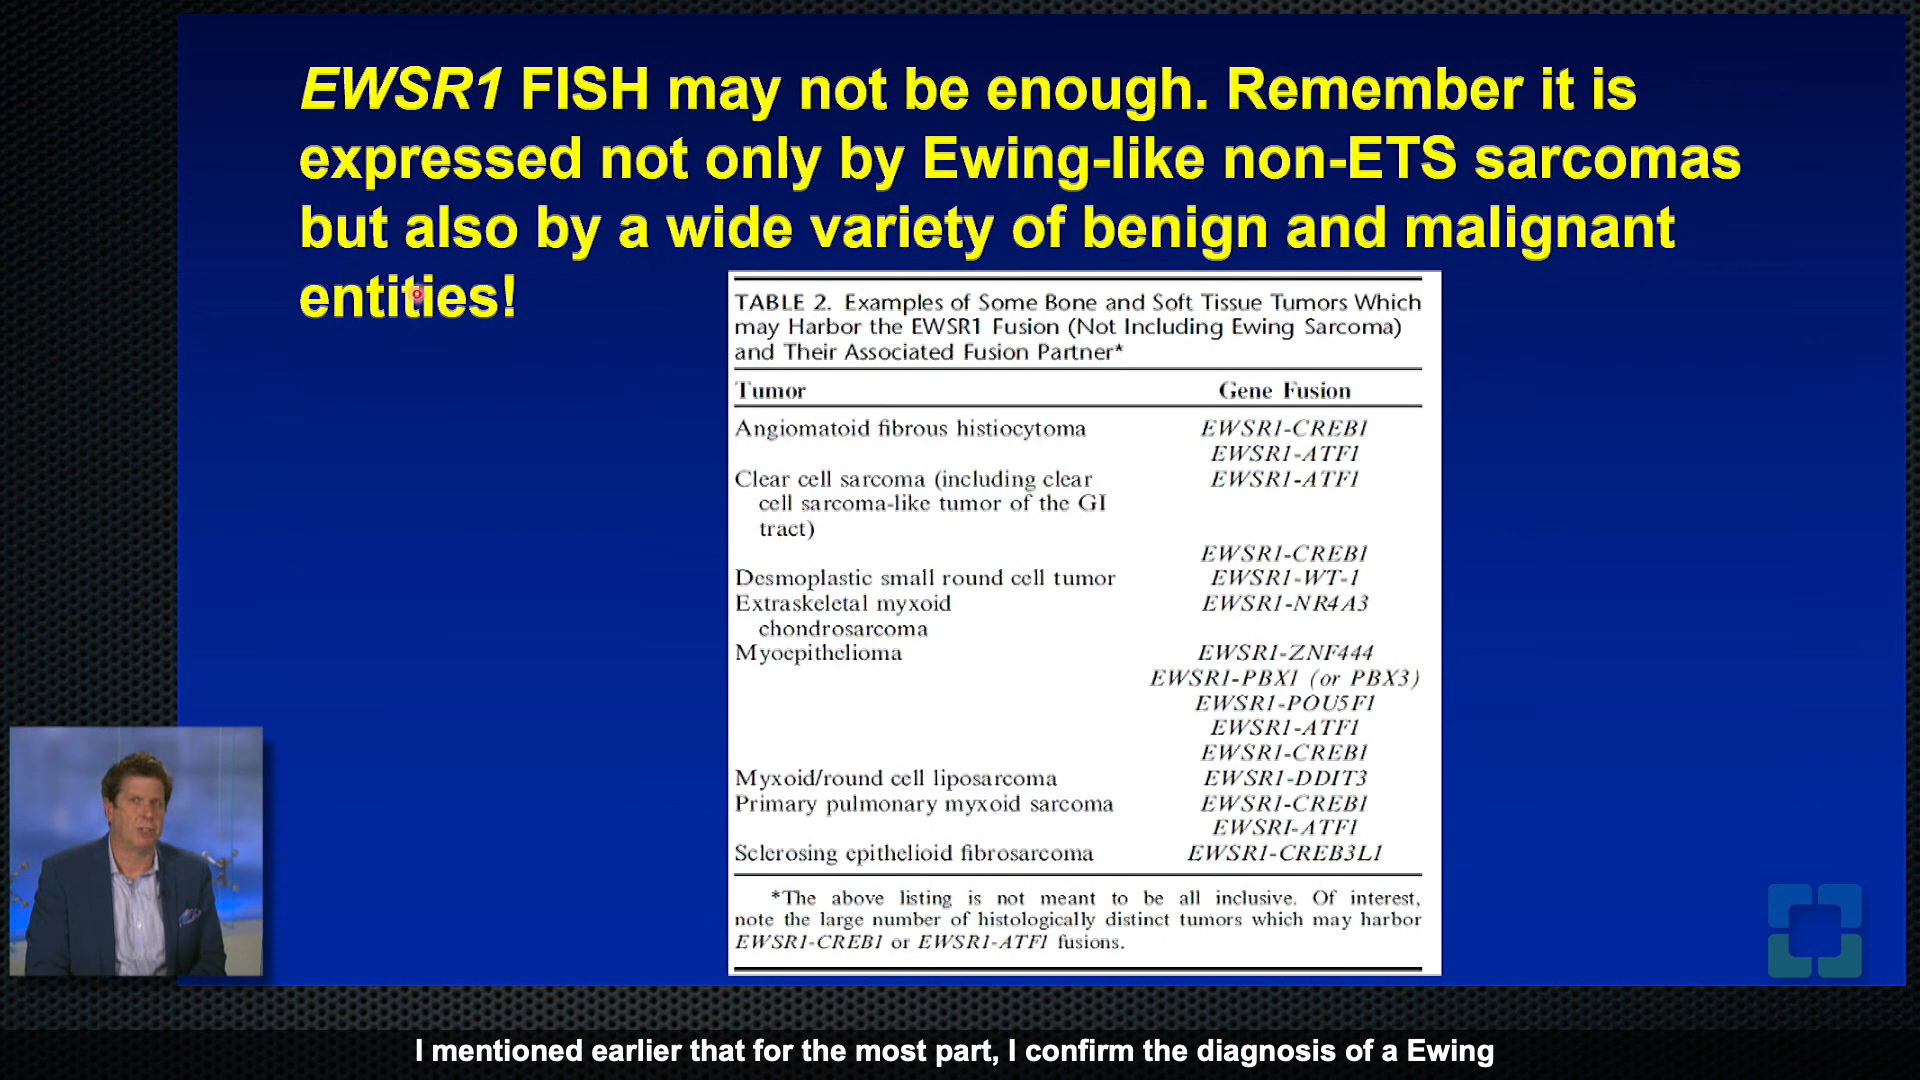 EWSR1 FISH may not be enough. Remember it is
expressed not only by Ewing-like non-ETS sarcomas
but also by a wide variety of benign and malignant
entities!
TABLE 2. Examples of Some Bone and Soft Tissue Tumors Which
may Harbor the EWSR1 Fusion (Not Including Ewing Sarcoma)
and Their Associated Fusion Partner*
Tumor Gene Fusion
Angiomatoid fibrous histiocytoma EWSR1-CREB1
EWSR1-ATF1
Clear cell sarcoma (including clear EWSR1-ATF1
cell sarcoma-like tumor of the GI
tract)
EWSR1-CREB1
Desmoplastic small round cell tumor EWSR1-WT-1
Extraskeletal myxoid EWSR1-NR4A3
chondrosarcoma
Myoepithelioma EWSR1-ZNF444
EWSR1-PBX1 (or PBX3)
EWSR1-POU5F1
EWSR1-ATF1
EWSR1-CREB1
Myxoid/round cell liposarcoma EWSR1-DDIT3
Primary pulmonary myxoid sarcoma EWSR1-CREB1
EWSR1-ATF1
Sclerosing epithelioid fibrosarcoma EWSR1-CREB3L1
*The above listing is not meant to be all inclusive. Of interest,
note the large number of histologically distinct tumors which may harbor
EWSR1-CREB1 or EWSR1-ATF1 fusions.
I mentioned earlier that for the most part, I confirm the diagnosis of a Ewing